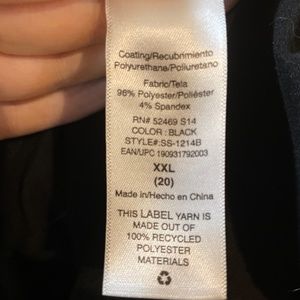 Coating/Recubrimiento
Polyurethane/Poliuretano
Fabric/Tela
96% Polyester/Poliéster
4% Spandex
RN# 52469 S14
COLOR : BLACK
STYLE#:SS-1214B
EAN/UPC 190931792003
XXL
(20)
Made in/Hecho en China
THIS LABEL YARN IS
MADE OUT OF
100% RECYCLED
POLYESTER
MATERIALS